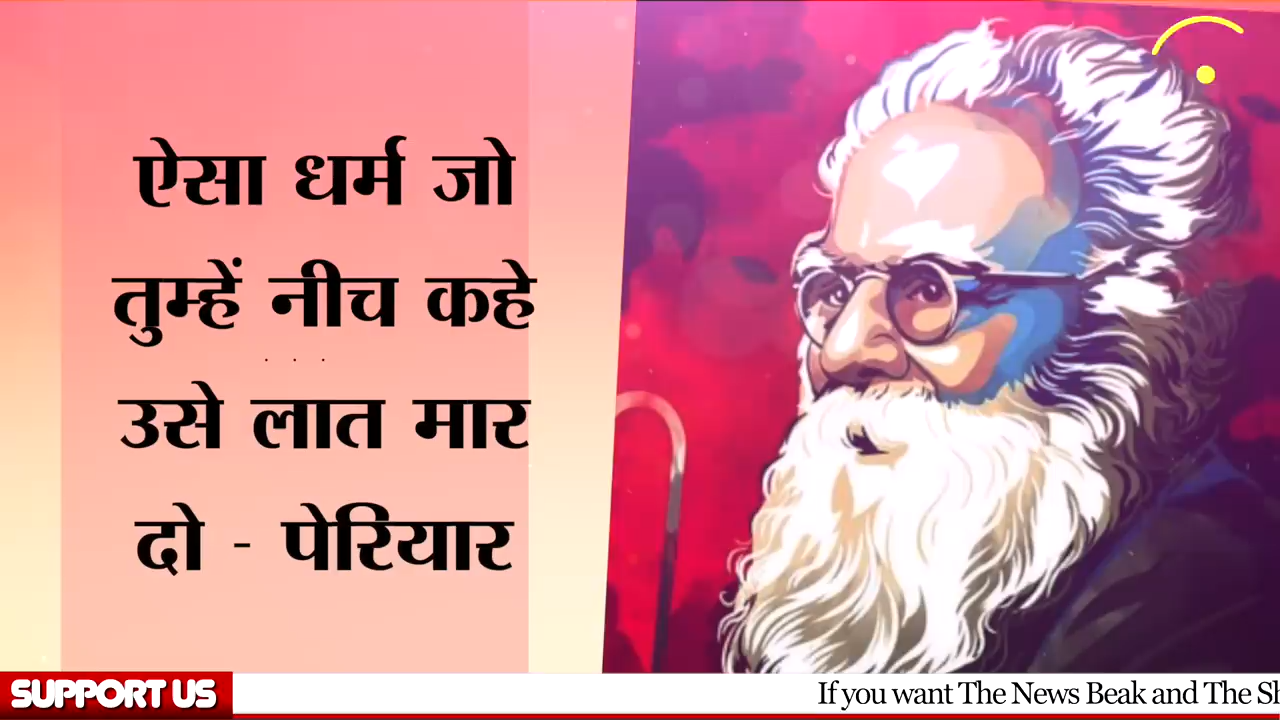 ऐसा धर्म जो
तुम्हें नीच कहे
उसे लात मार
दो - पेरियार
SUPPORT US
If you want The News Beak and The Sh